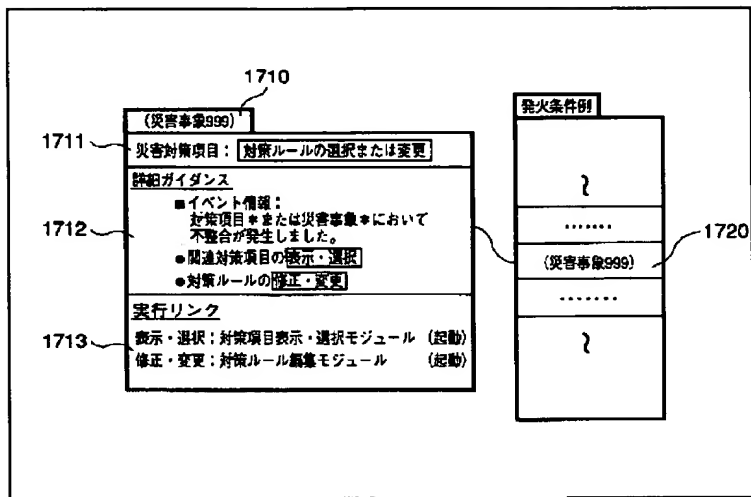 1710
(災害事象999)
1711
災害対策項目: 対策ルールの選択または変更
詳細ガイダンス
■イベント情報:
対策項目*または災害事象*において
不整合が発生しました。
1712
●関連対策項目の表示・選択
●対策ルールの修正・変更
実行リンク
1713
表示・選択:対策項目表示・選択モジュール (起動)
修正・変更:対策ルール編集モジュール (起動)
発火条件例
.......
1720
(災害事象999)
........